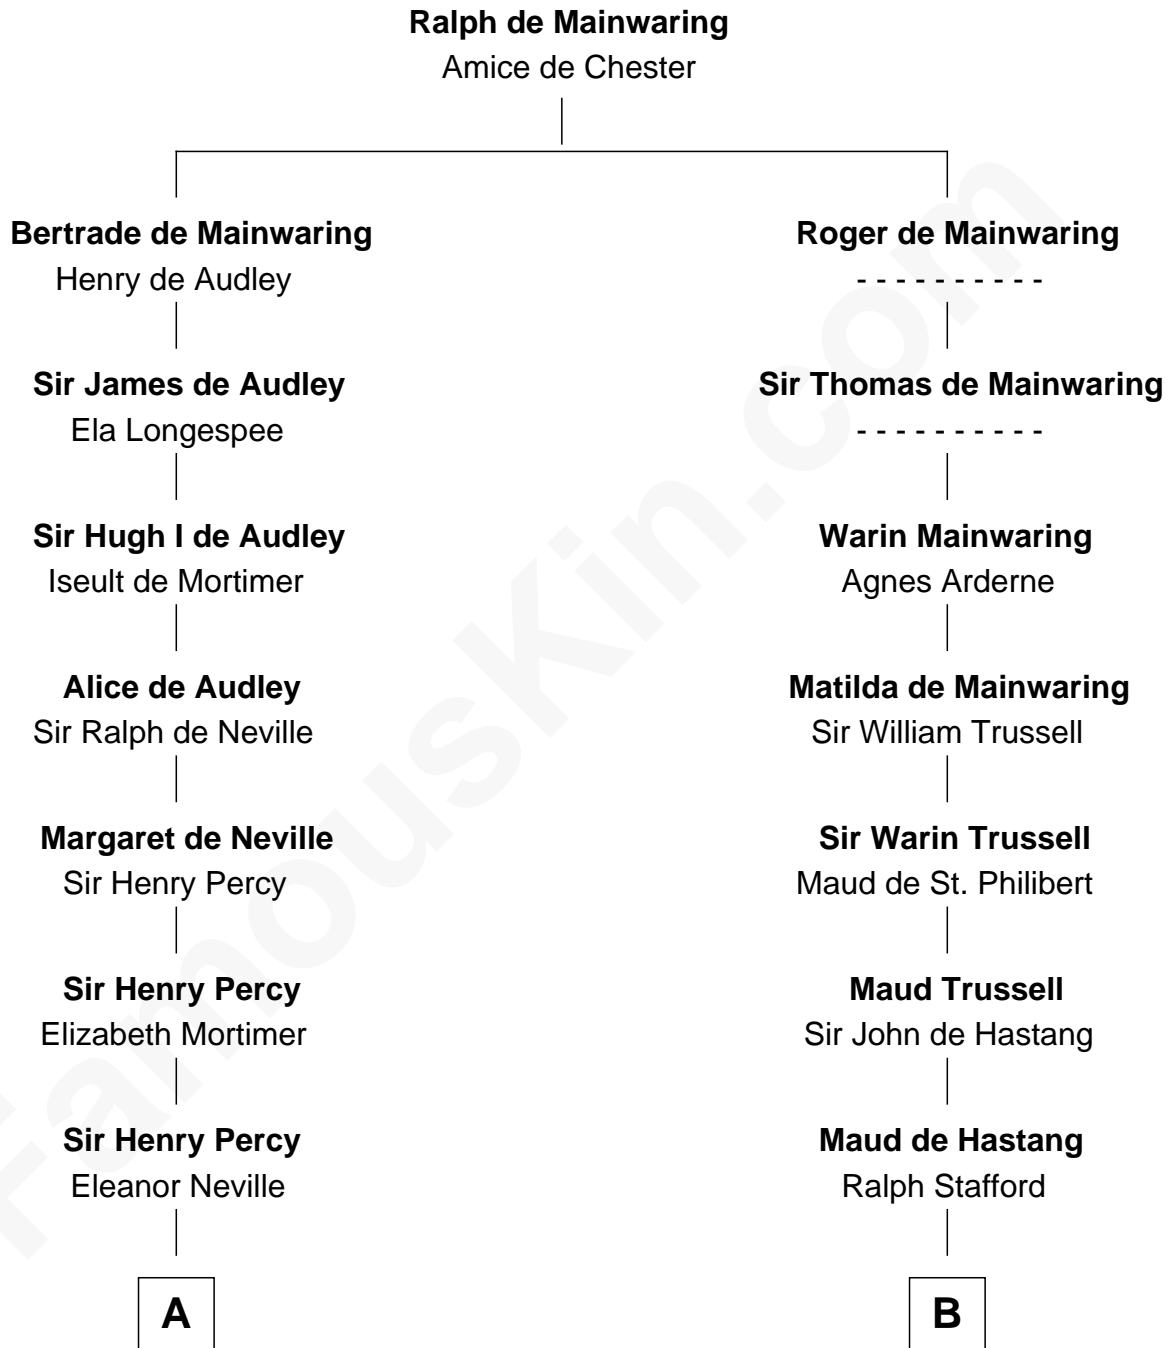 Ralph de Mainwaring
Amice de Chester
Bertrade de Mainwaring
Henry de Audley
Roger de Mainwaring
- - - - - - - - - -
Sir James de Audley
Ela Longespee
Sir Thomas de Mainwaring
- - - - - - - - - -
Sir Hugh I de Audley
Iseult de Mortimer
Warin Mainwaring
Agnes Arderne
Alice de Audley
Sir Ralph de Neville
Matilda de Mainwaring
Sir William Trussell
Margaret de Neville
Sir Henry Percy
Sir Warin Trussell
Maud de St. Philibert
Sir Henry Percy
Elizabeth Mortimer
Maud Trussell
Sir John de Hastang
Sir Henry Percy
Eleanor Neville
Maud de Hastang
Ralph Stafford
A
B
FamousKin.com